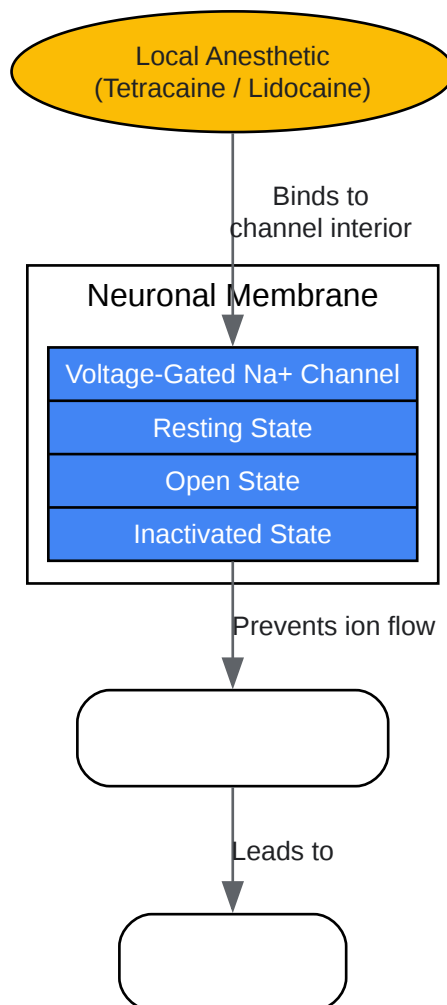 Local Anesthetic
(Tetracaine / Lidocaine)
Binds to
channel interior
Neuronal Membrane
Voltage-Gated Na+ Channel
Resting State
Open State
Inactivated State
Prevents ion flow
Leads to